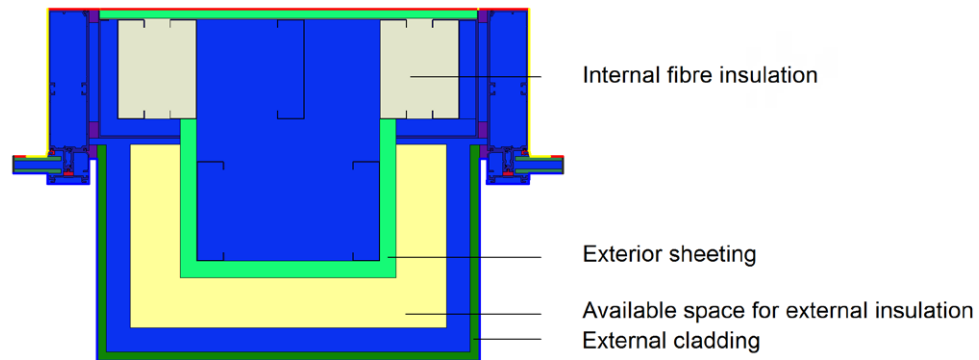 Internal fibre insulation
Exterior sheeting
Available space for external insulation
External cladding